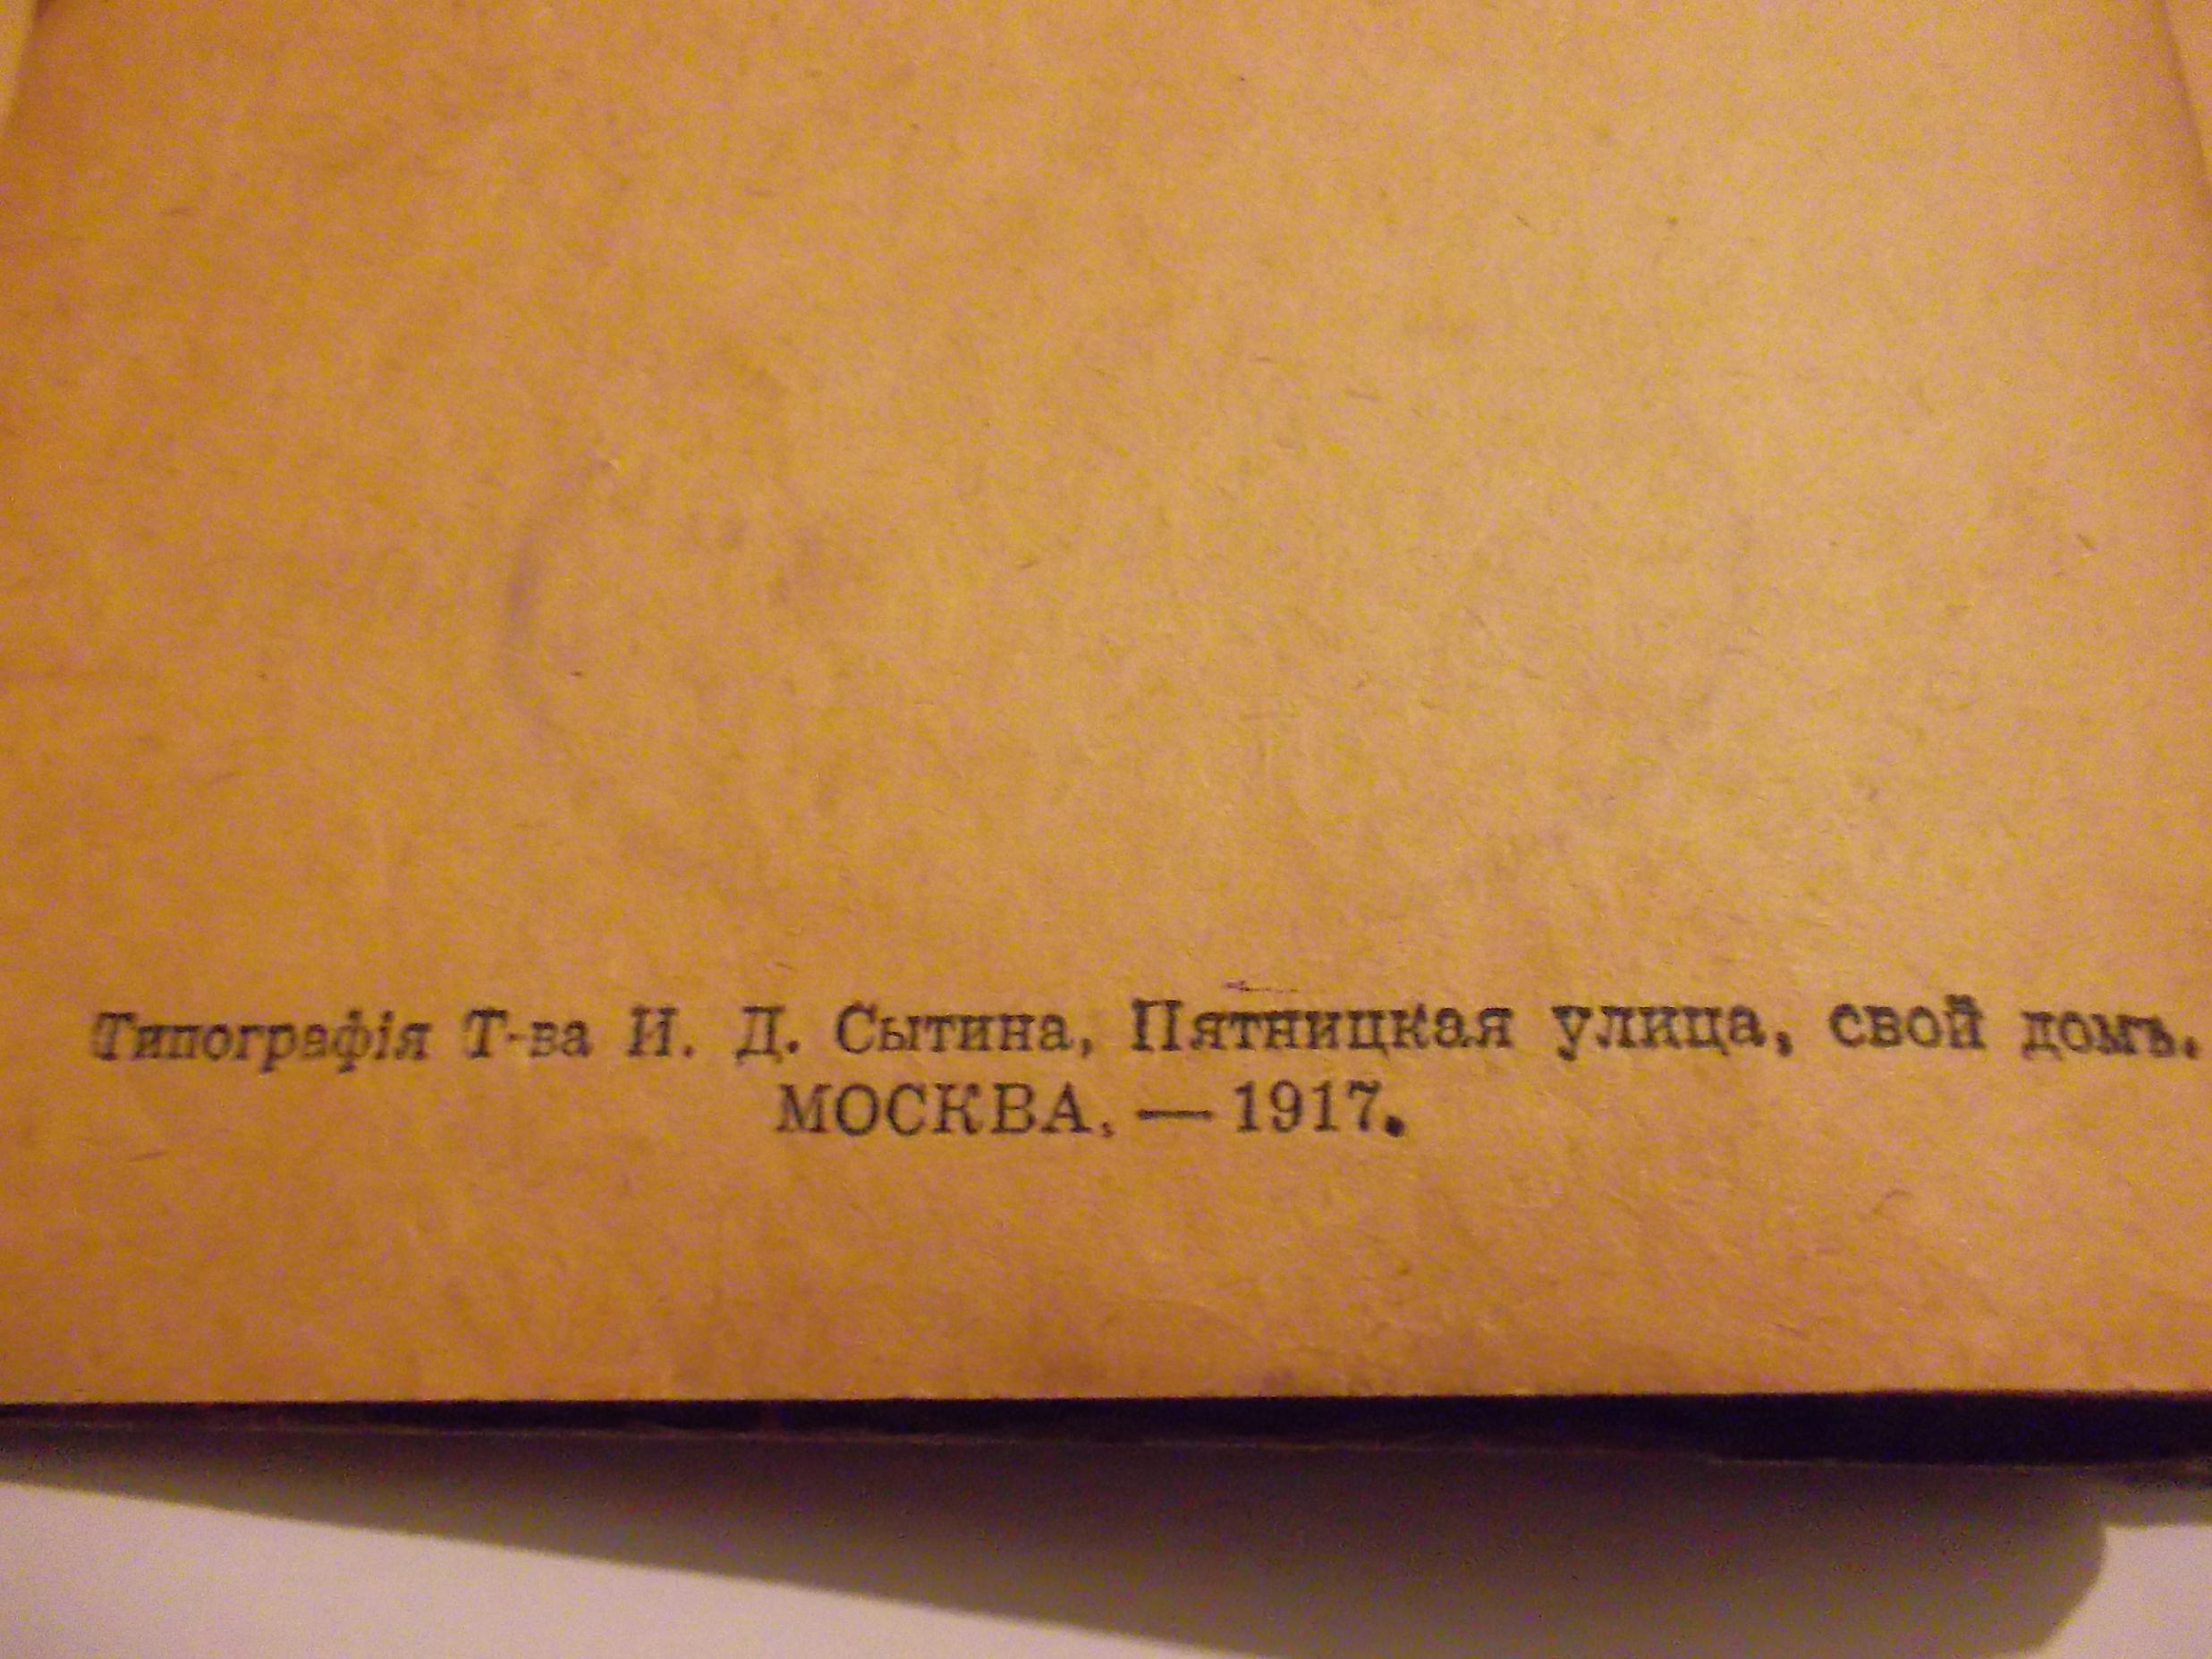 Типографія Т-ва И. Д. Сытина, Пятницкая улица, свой домъ.
МОСКВА. — 1917.